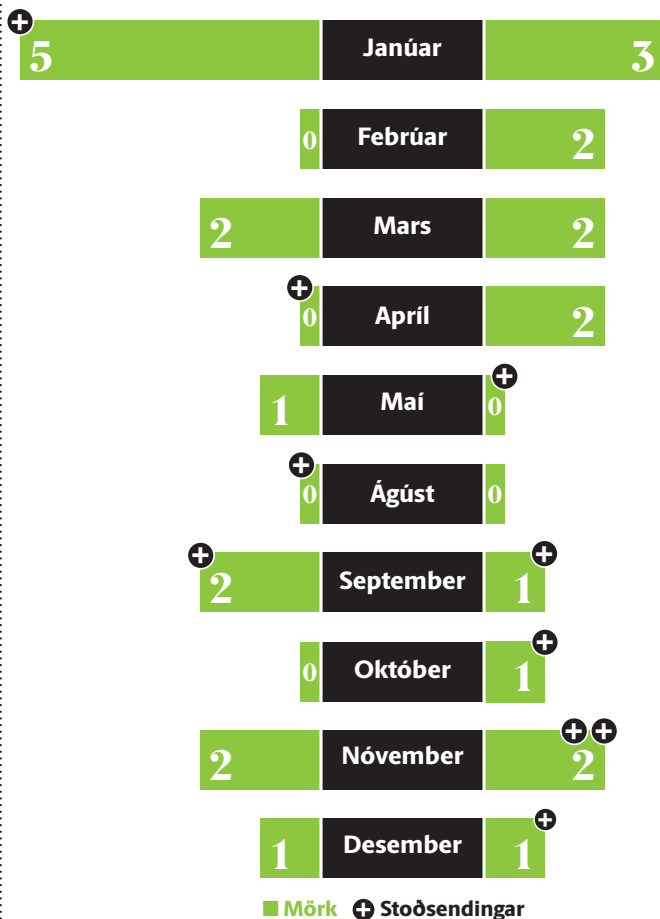 5 Janúar 3
0 Febrúar 2
2 Mars 2
0 Apríl 2
1 Maí 0
0 Ágúst 0
2 September 1
0 Október 1
2 Nóvember 2
1 Desember 1
Mörk Stoðsendingar